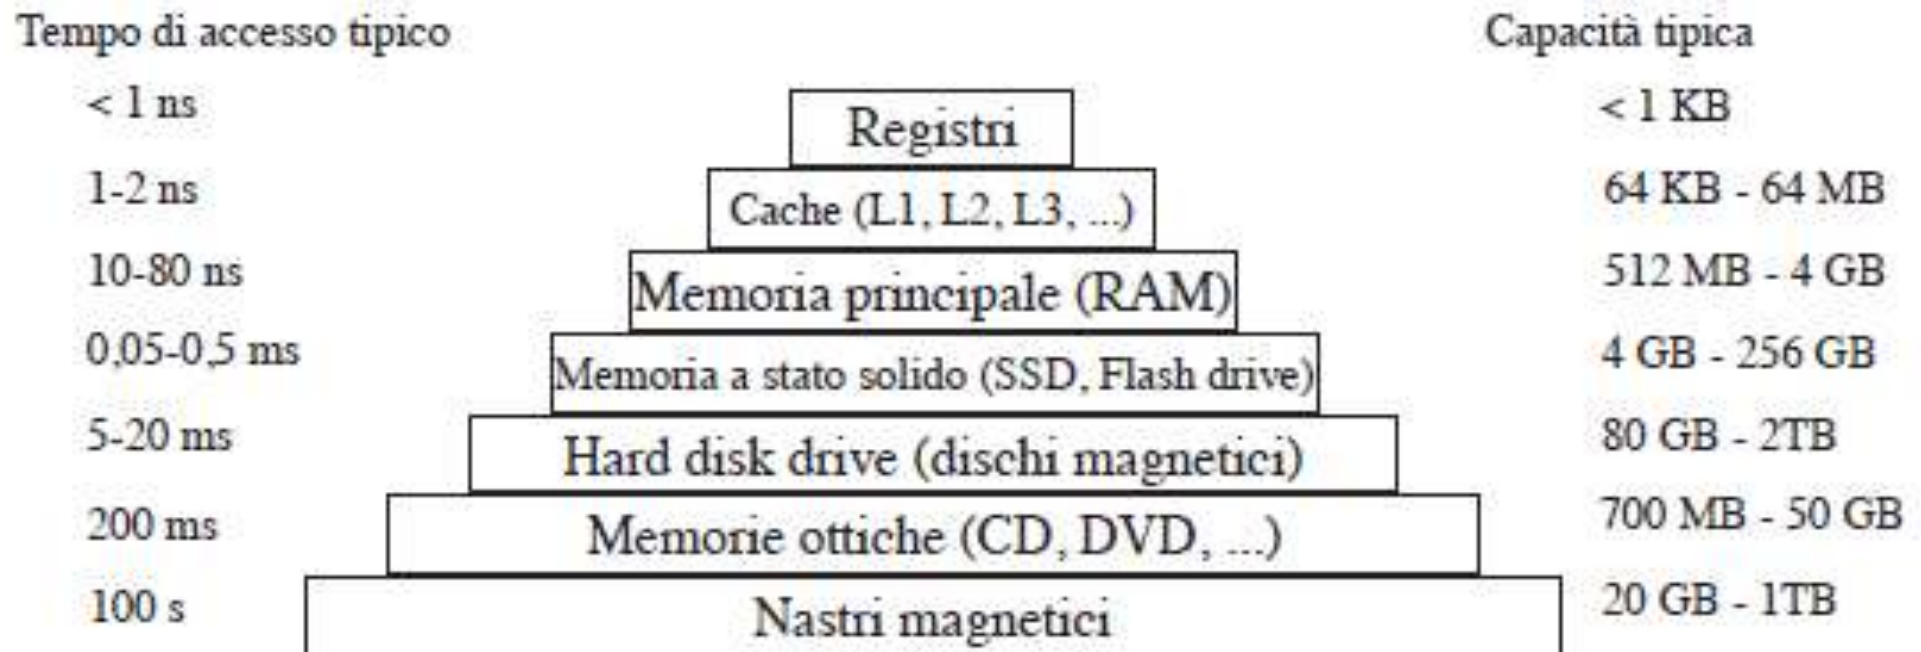 Tempo di accesso tipico
Capacità tipica
< 1 ns
Registri
< 1 KB
1-2 ns
Cache (L1, L2, L3, ...)
64 KB - 64 MB
10-80 ns
Memoria principale (RAM)
512 MB - 4 GB
0,05-0,5 ms
Memoria a stato solido (SSD, Flash drive)
4 GB - 256 GB
5-20 ms
Hard disk drive (dischi magnetici)
80 GB - 2TB
200 ms
Memorie ottiche (CD, DVD, ...)
700 MB - 50 GB
100 s
Nastri magnetici
20 GB - 1TB